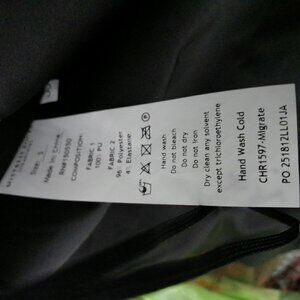 Size: S
Made in: China
RN#150550
COMPOSITION:
FABRIC 1
100% PU
FABRIC 2
96% Polyester
4% Elastane
Hand wash
Do not bleach
Do not tumble dry
Do not Iron
Dry clean any solvent
except trichloroethylene
Hand Wash Cold
CHR1597-Migrate
PO 251812LL01JA